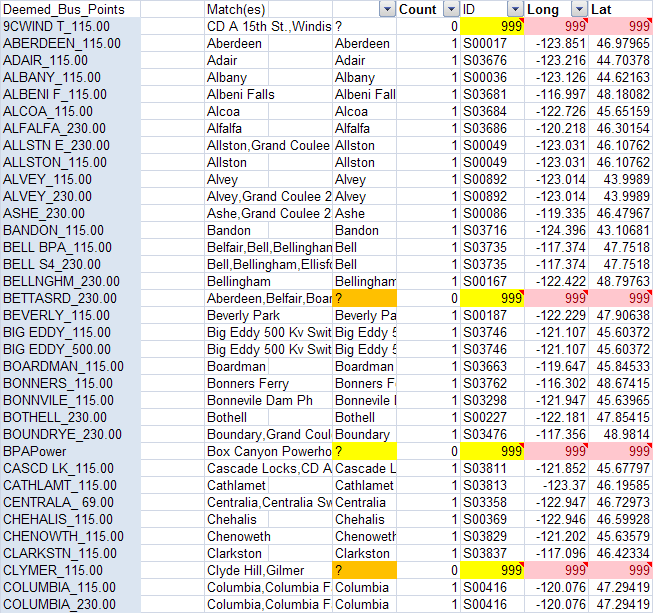 Deemed_Bus_Points Match(es) Count ID Long Lat
9CWIND T_115.00 CD A 15th St.,Windis ? 0 999 999 999
ABERDEEN_115.00 Aberdeen Aberdeen 1 S00017 -123.851 46.97965
ADAIR_115.00 Adair Adair 1 S03676 -123.216 44.70378
ALBANY_115.00 Albany Albany 1 S00036 -123.126 44.62163
ALBENI F_115.00 Albeni Falls Albeni Falls 1 S03681 -116.997 48.18082
ALCOA_115.00 Alcoa Alcoa 1 S03684 -122.726 45.65159
ALFALFA_230.00 Alfalfa Alfalfa 1 S03686 -120.218 46.30154
ALLSTN E_230.00 Allston,Grand Coulee Allston 1 S00049 -123.031 46.10762
ALLSTON_115.00 Allston Allston 1 S00049 -123.031 46.10762
ALVEY_115.00 Alvey Alvey 1 S00892 -123.014 43.9989
ALVEY_230.00 Alvey,Grand Coulee 2 Alvey 1 S00892 -123.014 43.9989
ASHE_230.00 Ashe,Grand Coulee 2 Ashe 1 S00086 -119.335 46.47967
BANDON_115.00 Bandon Bandon 1 S03716 -124.396 43.10681
BELL BPA_115.00 Belfair,Bell,Bellinghan Bell 1 S03735 -117.374 47.7518
BELL S4_230.00 Bell,Bellingham,Ellisfo Bell 1 S03735 -117.374 47.7518
BELLNGHM_230.00 Bellingham Bellingham 1 S00167 -122.422 48.79763
BETTASRD_230.00 Aberdeen,Belfair,Boar ? 0 999 999 999
BEVERLY_115.00 Beverly Park Beverly Pa 1 S00187 -122.229 47.90638
BIG EDDY_115.00 Big Eddy 500 Kv Swit Big Eddy 5 1 S03746 -121.107 45.60372
BIG EDDY_500.00 Big Eddy 500 Kv Swit Big Eddy 5 1 S03746 -121.107 45.60372
BOARDMAN_115.00 Boardman Boardman 1 S03663 -119.647 45.84533
BONNERS_115.00 Bonners Ferry Bonners F 1 S03762 -116.302 48.67415
BONNVILE_115.00 Bonnevile Dam Ph Bonnevile 1 S03298 -121.947 45.63965
BOTHELL_230.00 Bothell Bothell 1 S00227 -122.181 47.85415
BOUNDRYE_230.00 Boundary,Grand Coul Boundary 1 S03476 -117.356 48.9814
BPAPower Box Canyon Powerho ? 0 999 999 999
CASCD LK_115.00 Cascade Locks,CD A Cascade L 1 S03811 -121.852 45.67797
CATHLAMT_115.00 Cathlamet Cathlamet 1 S03813 -123.37 46.19585
CENTRALA_ 69.00 Centralia,Centralia Sw Centralia 1 S03358 -122.947 46.72973
CHEHALIS_115.00 Chehalis Chehalis 1 S00369 -122.946 46.59928
CHENOWTH_115.00 Chenoweth Chenoweth 1 S03829 -121.202 45.63579
CLARKSTN_115.00 Clarkston Clarkston 1 S03837 -117.096 46.42334
CLYMER_115.00 Clyde Hill,Gilmer ? 0 999 999 999
COLUMBIA_115.00 Columbia,Columbia F Columbia 1 S00416 -120.076 47.29419
COLUMBIA_230.00 Columbia,Columbia F Columbia 1 S00416 -120.076 47.29419